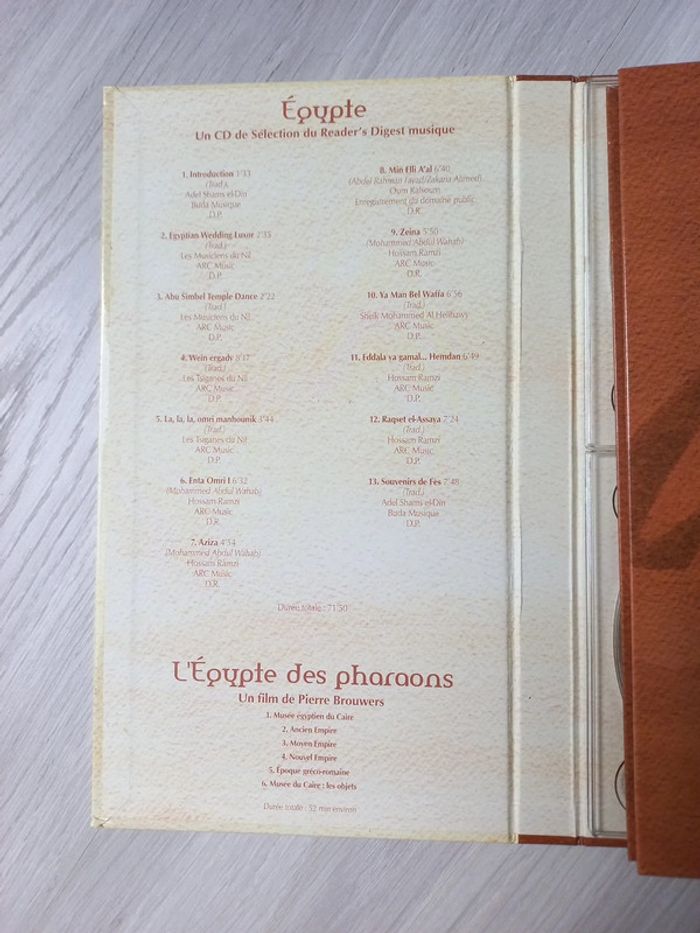 Égypte
Un CD de Sélection du Reader's Digest musique
1. Introduction 1'33
(Trad.)
Adel Shams el-Din
Buda Musique
D.P.
2. Egyptian Wedding Luxor 2'35
(Trad.)
Les Musiciens du Nil
ARC Music
D.P.
3. Abu Simbel Temple Dance 2'22
(Trad.)
Les Musiciens du Nil
ARC Music
D.P.
4. Wein ergadv 8'17
(Trad.)
Les Tsiganes du Nil
ARC Music
D.P.
5. La, la, la, omri manhounik 3'44
(Trad.)
Les Tsiganes du Nil
ARC Music
D.P.
6. Enta Omri I 6'32
(Mohammed Abdul Wahab)
Hossam Ramzi
ARC Music
D.R.
7. Aziza 4'54
(Mohammed Abdul Wahab)
Hossam Ramzi
ARC Music
D.R.
8. Min Elli A'al 6'40
(Abdel Rahman Zakaria Ahmed)
Oum Kalsoum
Enregistrement du domaine public
D.R.
9. Zeina 5'50
(Mohammed Abdul Wahab)
Hossam Ramzi
ARC Music
D.R.
10. Ya Man Bel Waffa 6'56
(Trad.)
Sheik Mohammed Al Helbawy
D.P.
11. Eddala ya gamal... Hemdan 6'49
(Trad.)
Hossam Ramzi
ARC Music
D.P.
12. Raqset el-Assaya 7'24
(Trad.)
Hossam Ramzi
ARC Music
D.P.
13. Souvenirs de Fès 7'48
(Trad.)
Adel Shams el-Din
Buda Musique
D.P.
Durée totale : 71'50
L'Égypte des pharaons
Un film de Pierre Brouwers
1. Musée égyptien du Caire
2. Ancien Empire
3. Moyen Empire
4. Nouvel Empire
5. Époque gréco-romaine
6. Musée du Caire : les objets
Durée totale : 52 min environ